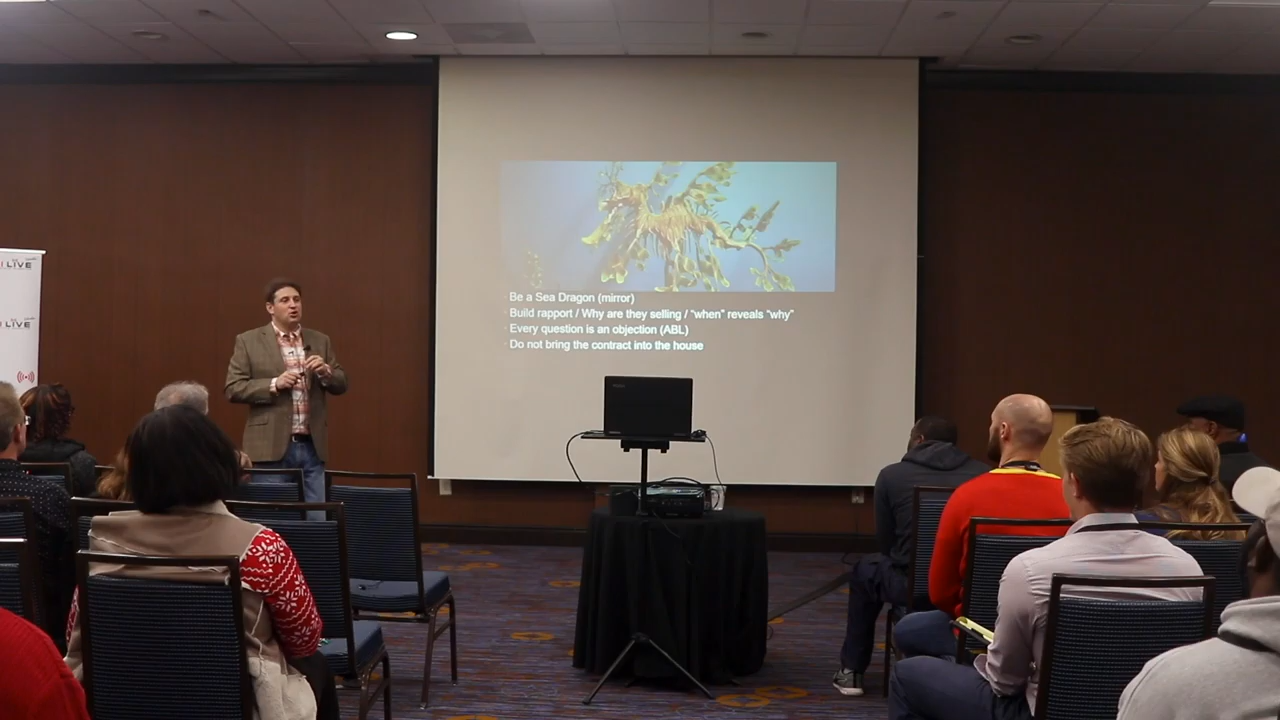 LIVE
LIVE
Be a Sea Dragon (mirror)
· Build rapport / Why are they selling / “when” reveals “why”
· Every question is an objection (ABL)
· Do not bring the contract into the house